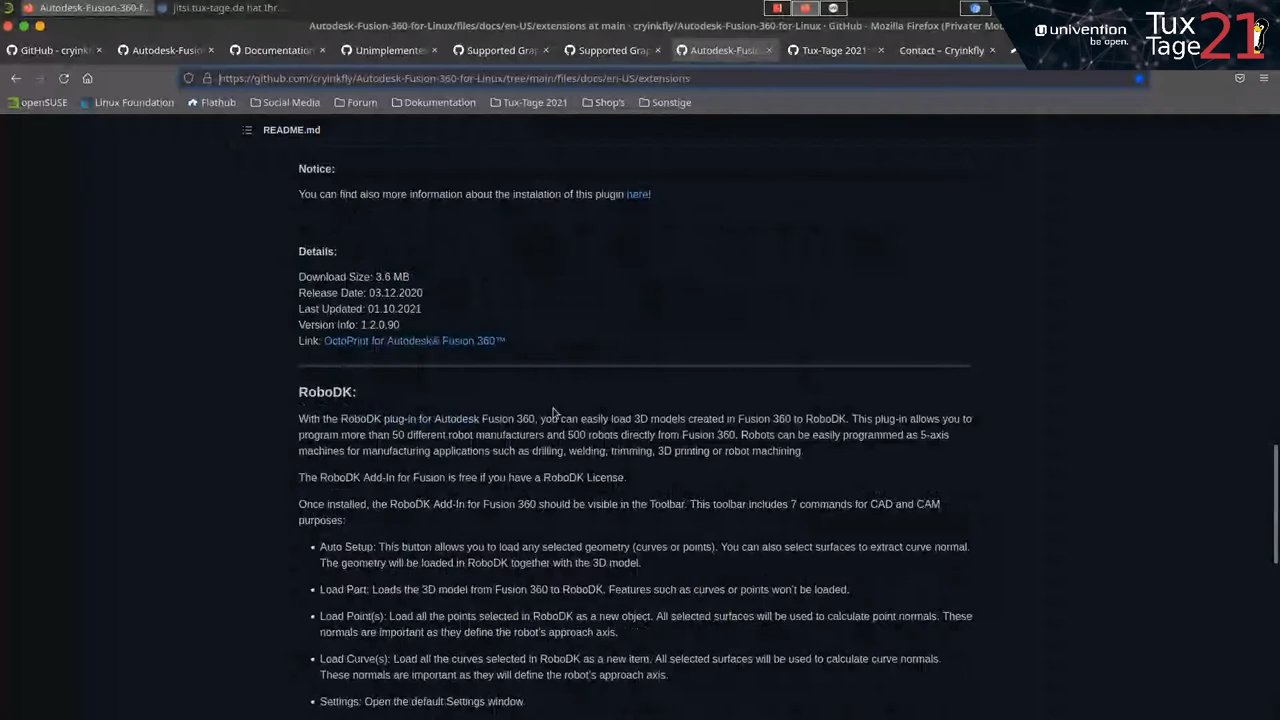 Autodesk-Fusion-360-f…
Jitsi.tux-tage.de hat Ihr…
Autodesk-Fusion-360-for-Linux/files/docs/en-US/extensions at main · cryinkfly/Autodesk-Fusion-360-for-Linux · GitHub - Mozilla Firefox (Privater Mo
univention
be open.
Tux
Tage 21
GitHub - cryink
Autodesk-Fusio
Documentation
Unimplemente
Supported Grap
Supported Grap
Autodesk-Fusi
Tux-Tage 2021
Contact – Cryinkfly
https://github.com/cryinkfly/Autodesk-Fusion-360-for-Linux/tree/main/files/docs/en-US/extensions
openSUSE
Linux Foundation
Flathub
Social Media
Forum
Dokumentation
Tux-Tage 2021
Shop's
Sonstige
README.md
Notice:
You can find also more information about the instalation of this plugin here!
Details:
Download Size: 3.6 MB
Release Date: 03.12.2020
Last Updated: 01.10.2021
Version Info: 1.2.0.90
Link: OctoPrint for Autodesk® Fusion 360™
RoboDK:
With the RoboDK plug-in for Autodesk Fusion 360, you can easily load 3D models created in Fusion 360 to RoboDK. This plug-in allows you to
program more than 50 different robot manufacturers and 500 robots directly from Fusion 360. Robots can be easily programmed as 5-axis
machines for manufacturing applications such as drilling, welding, trimming, 3D printing or robot machining.
The RoboDK Add-In for Fusion is free if you have a RoboDK License.
Once installed, the RoboDK Add-In for Fusion 360 should be visible in the Toolbar. This toolbar includes 7 commands for CAD and CAM
purposes:
• Auto Setup: This button allows you to load any selected geometry (curves or points). You can also select surfaces to extract curve normal.
The geometry will be loaded in RoboDK together with the 3D model.
• Load Part: Loads the 3D model from Fusion 360 to RoboDK. Features such as curves or points won't be loaded.
• Load Point(s): Load all the points selected in RoboDK as a new object. All selected surfaces will be used to calculate point normals. These
normals are important as they define the robot's approach axis.
• Load Curve(s): Load all the curves selected in RoboDK as a new item. All selected surfaces will be used to calculate curve normals.
These normals are important as they will define the robot's approach axis.
• Settings: Open the default Settings window.